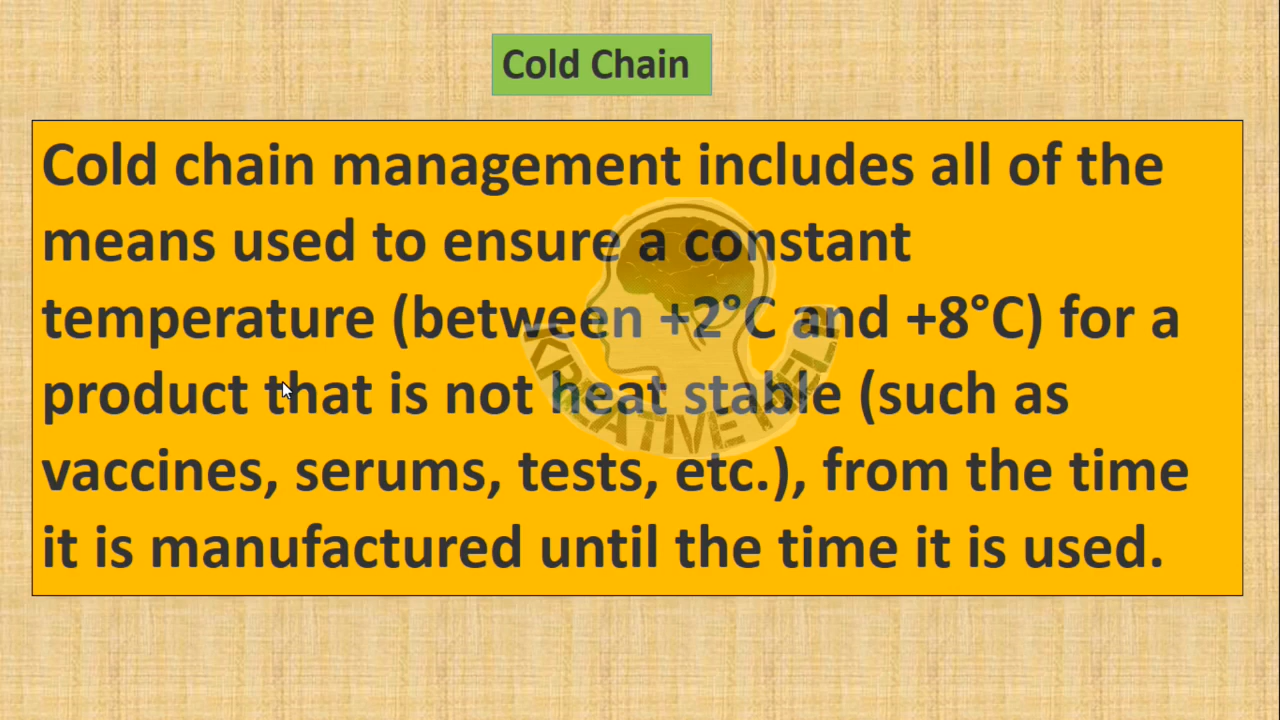 Cold Chain
Cold chain management includes all of the
means used to ensure a constant
temperature (between +2°C and +8°C) for a
product that is not heat stable (such as
vaccines, serums, tests, etc.), from the time
it is manufactured until the time it is used.
KREATIVE